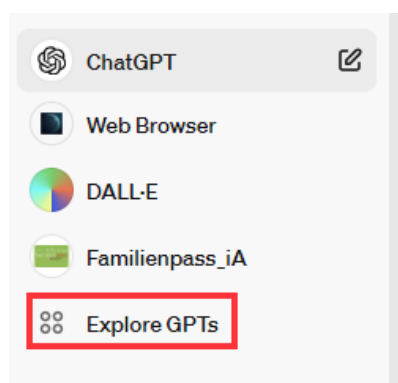 ChatGPT
Web Browser
DALL·E
Familienpass_iA
Explore GPTs